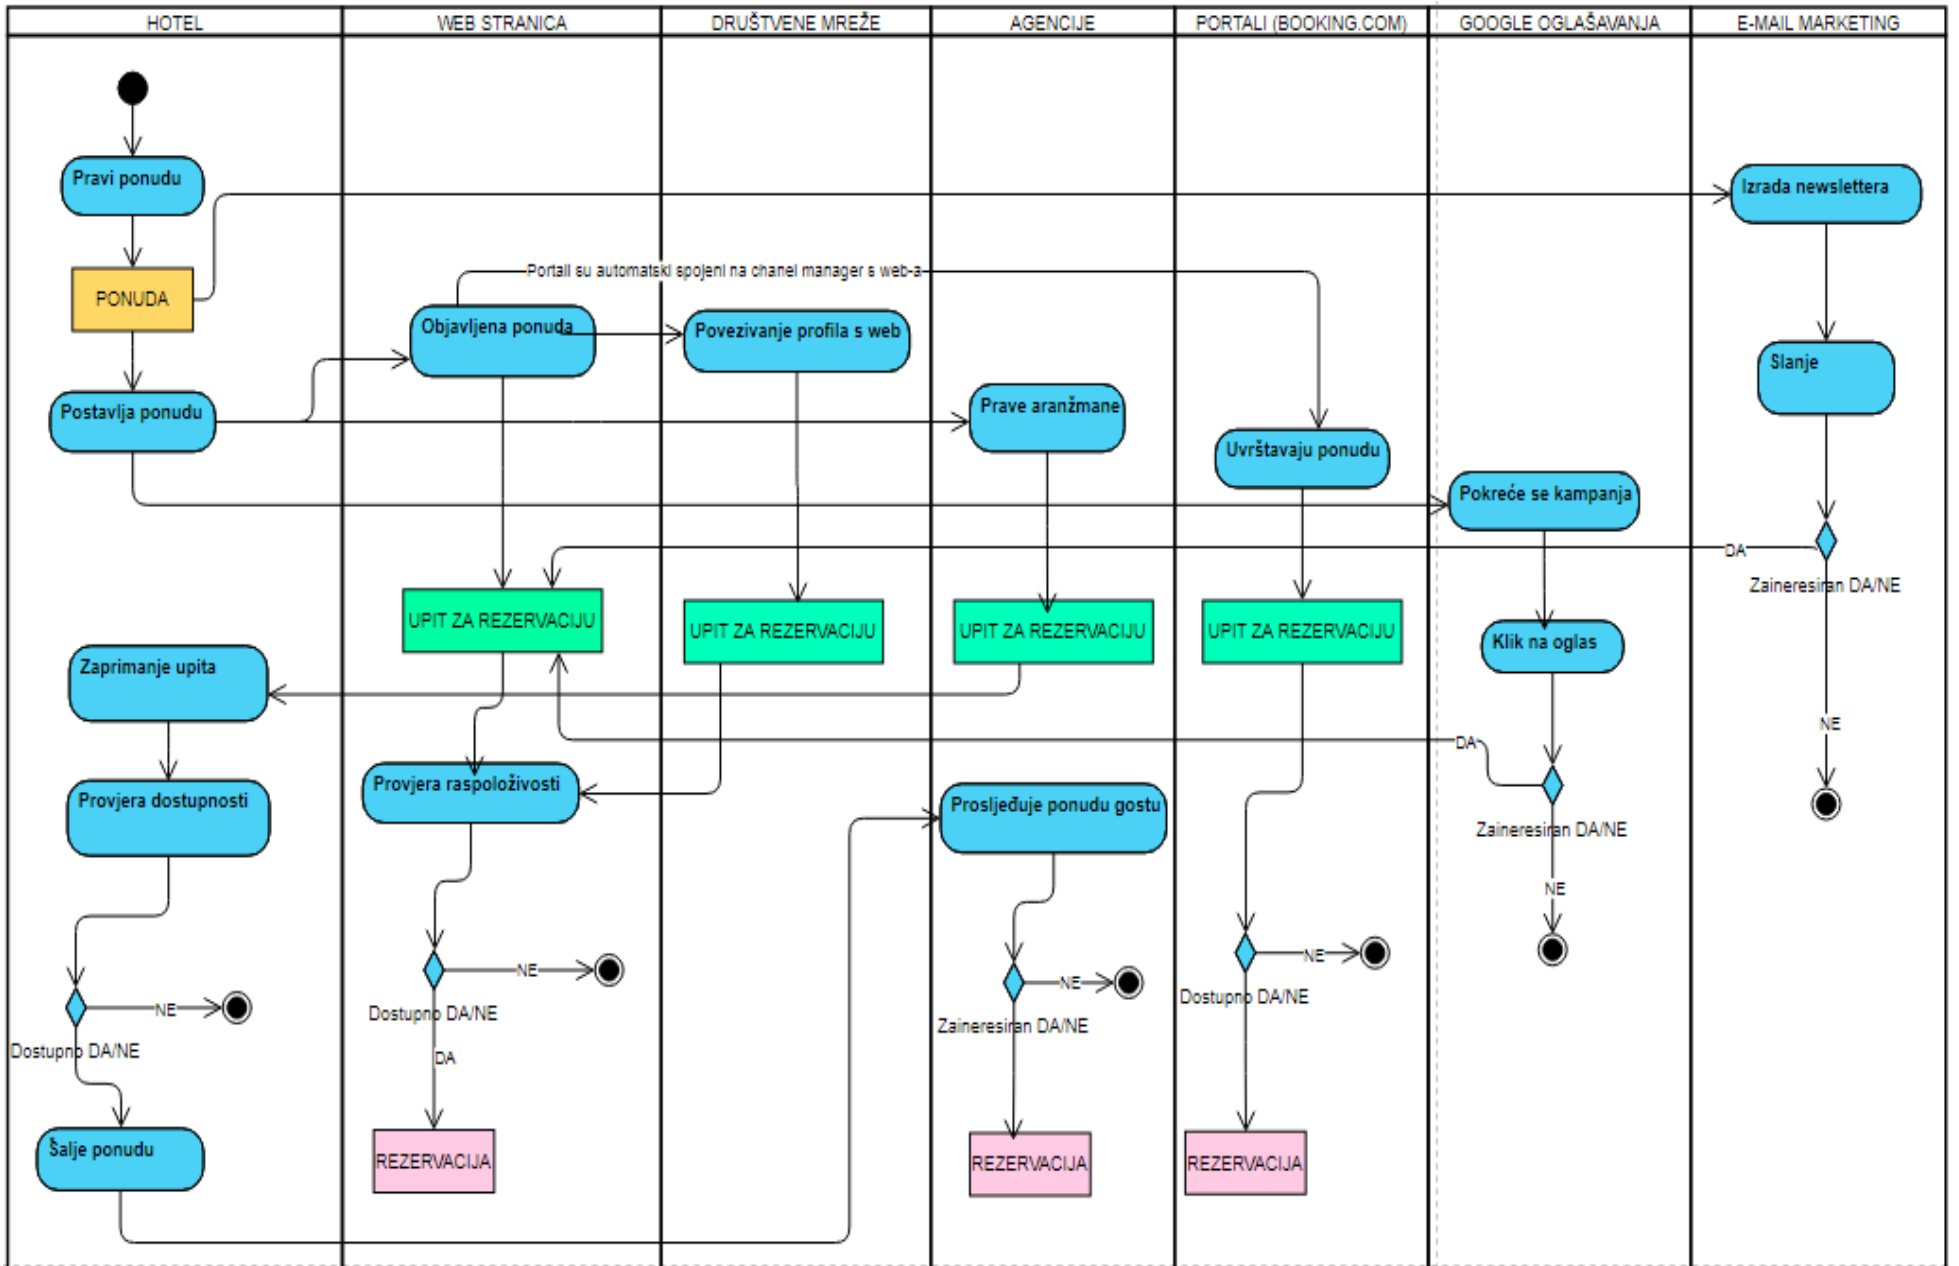 HOTEL
WEB STRANICA
DRUŠTVENE MREŽE
AGENCIJE
PORTALI (BOOKING.COM)
GOOGLE OGLAŠAVANJA
E-MAIL MARKETING
Pravi ponudu
Izrada newslettera
Portali su automatski spojeni na chanel manager s web-a
PONUDA
Objavljena ponuda
Povezivanje profila s web
Slanje
Postavlja ponudu
Prave aranžmane
Uvrštavaju ponudu
Pokreće se kampanja
DA
Zaineresiran DA/NE
UPIT ZA REZERVACIJU
UPIT ZA REZERVACIJU
UPIT ZA REZERVACIJU
UPIT ZA REZERVACIJU
Klik na oglas
Zaprimanje upita
NE
DA
Provjera raspoloživosti
Provjera dostupnosti
Prosljeđuje ponudu gostu
Zaineresiran DA/NE
NE
NE
NE
NE
NE
Dostupno DA/NE
Dostupno DA/NE
Zaineresiran DA/NE
Dostupno DA/NE
DA
Šalje ponudu
REZERVACIJA
REZERVACIJA
REZERVACIJA